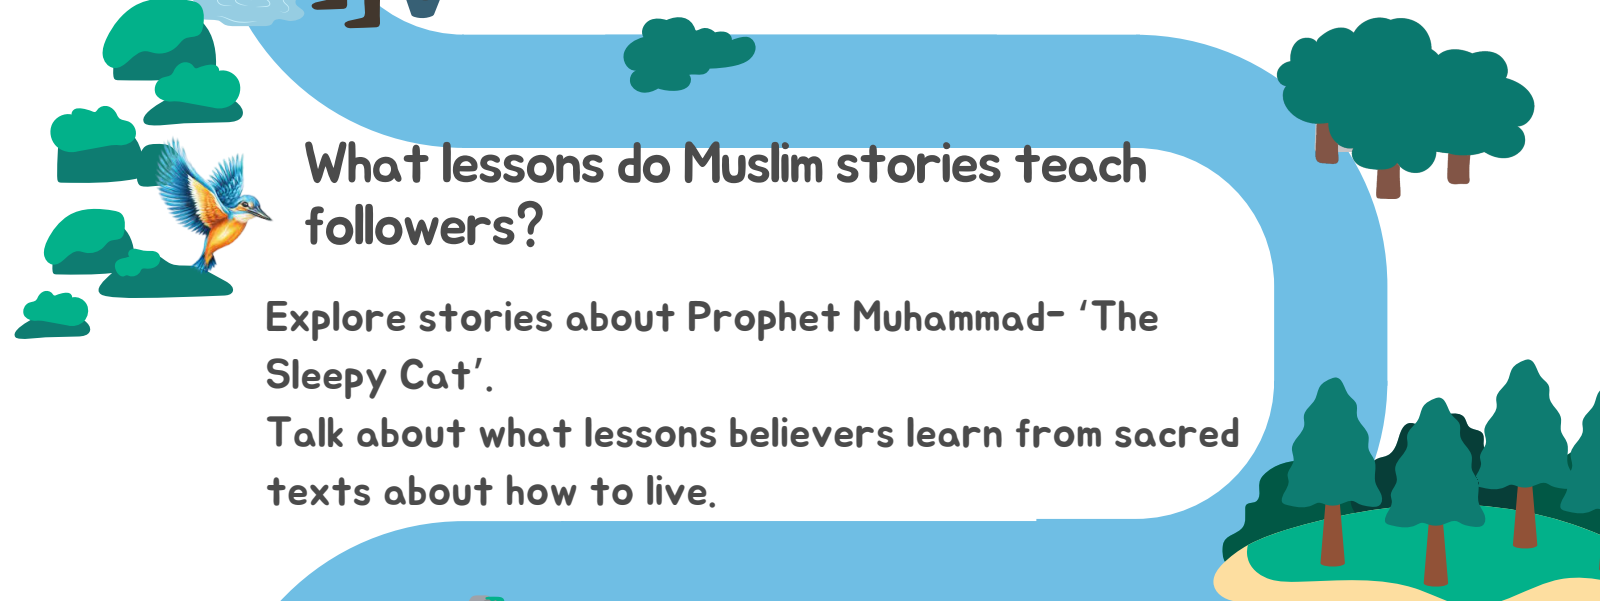 What lessons do Muslim stories teach
followers?
Explore stories about Prophet Muhammad- ‘The
Sleepy Cat’.
Talk about what lessons believers learn from sacred
texts about how to live.